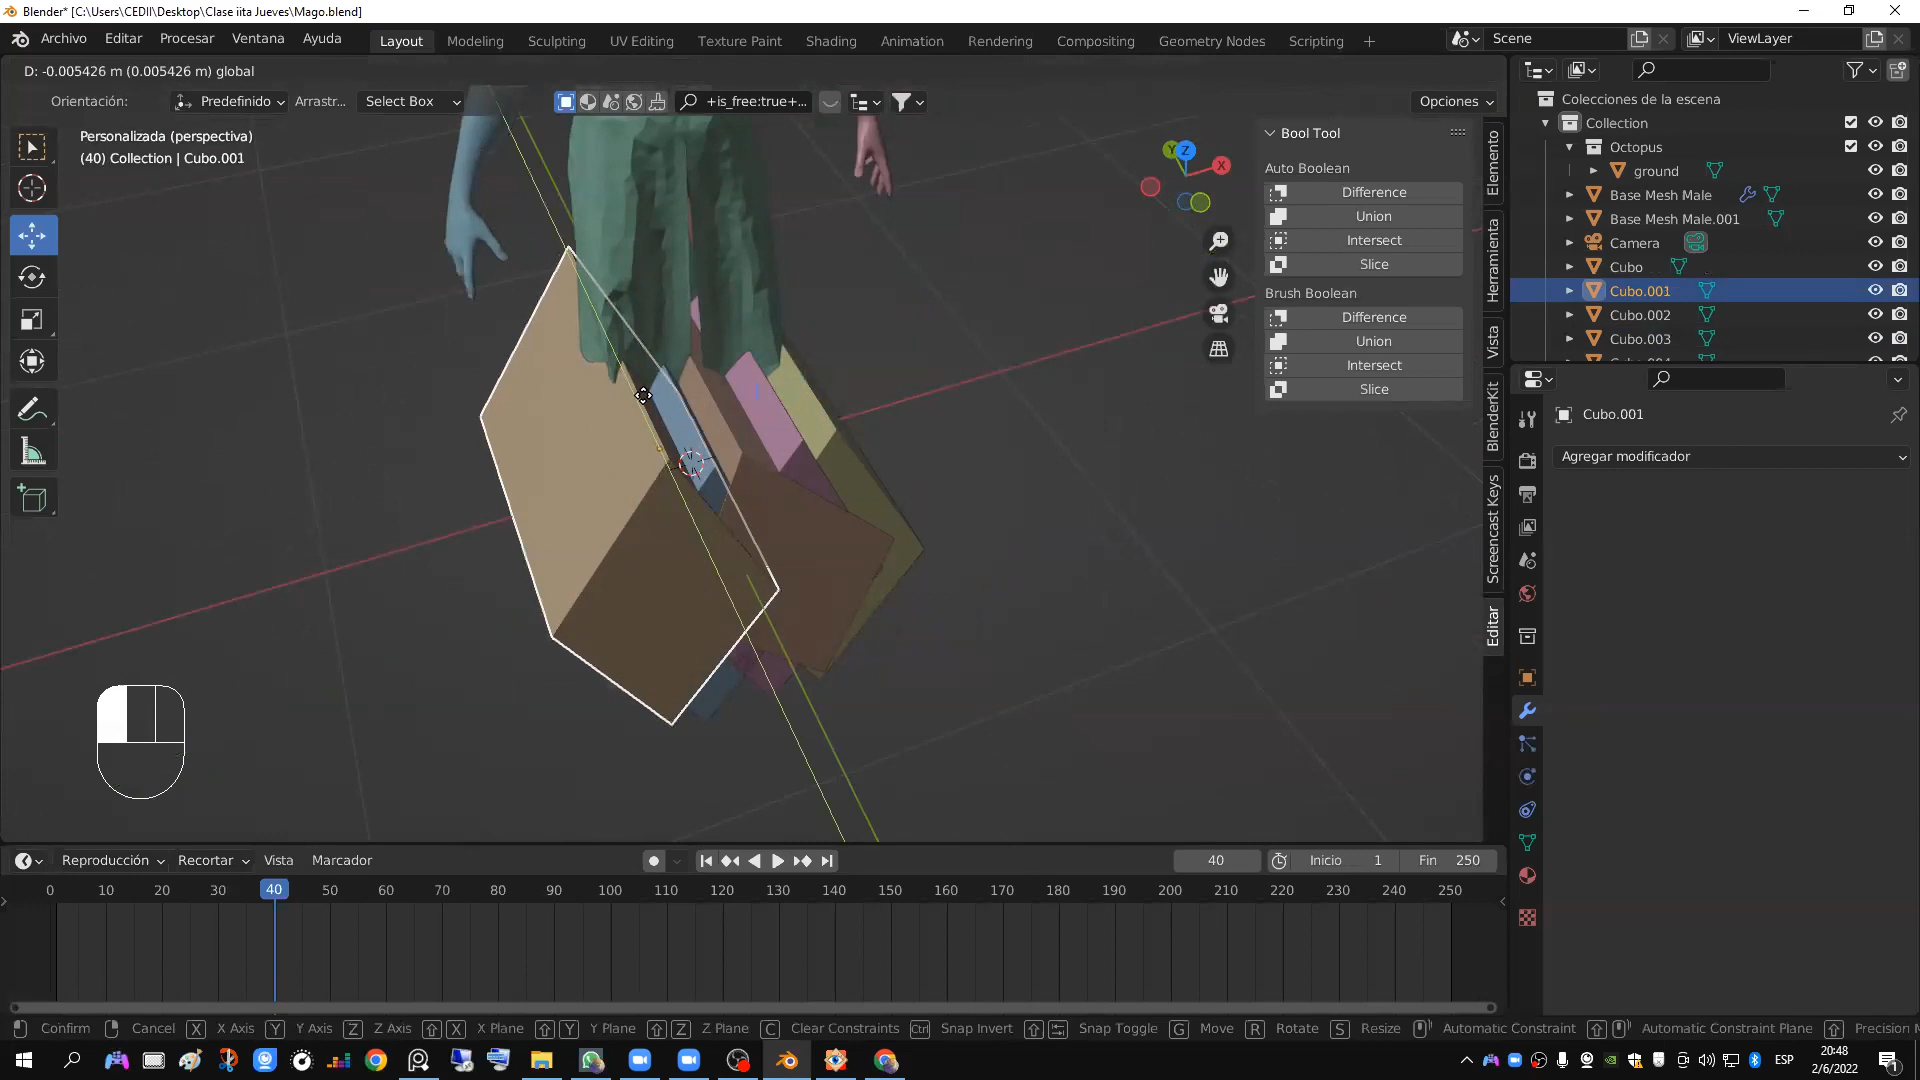 Blender* [C:\Users\CEDII\Desktop\Clase iita Jueves\Mago.blend]
Archivo Editar Procesar Ventana Ayuda Layout Modeling Sculpting UV Editing Texture Paint Shading Animation Rendering Compositing Geometry Nodes Scripting + Scene ViewLayer
D: -0.005426 m (0.005426 m) global
Orientación: Predefinido Arrastr... Select Box +is_free:true+... Opciones
Personalizada (perspectiva)
(40) Collection | Cubo.001
Y Z X
Bool Tool
Auto Boolean
Difference
Union
Intersect
Slice
Brush Boolean
Difference
Union
Intersect
Slice
Elemento
Herramienta
Vista
BlenderKit
Screencast Keys
Editar
Colecciones de la escena
Collection
Octopus
ground
Base Mesh Male
Base Mesh Male.001
Camera
Cubo
Cubo.001
Cubo.002
Cubo.003
Cubo.001
Agregar modificador
Reproducción Recortar Vista Marcador 40 Inicio 1 Fin 250
0 10 20 30 40 50 60 70 80 90 100 110 120 130 140 150 160 170 180 190 200 210 220 230 240 250
Confirm Cancel X X Axis Y Y Axis Z Z Axis X X Plane Y Y Plane Z Z Plane C Clear Constraints Ctrl Snap Invert Snap Toggle G Move R Rotate S Resize Automatic Constraint Automatic Constraint Plane Precision M
ESP
20:48
2/6/2022
1